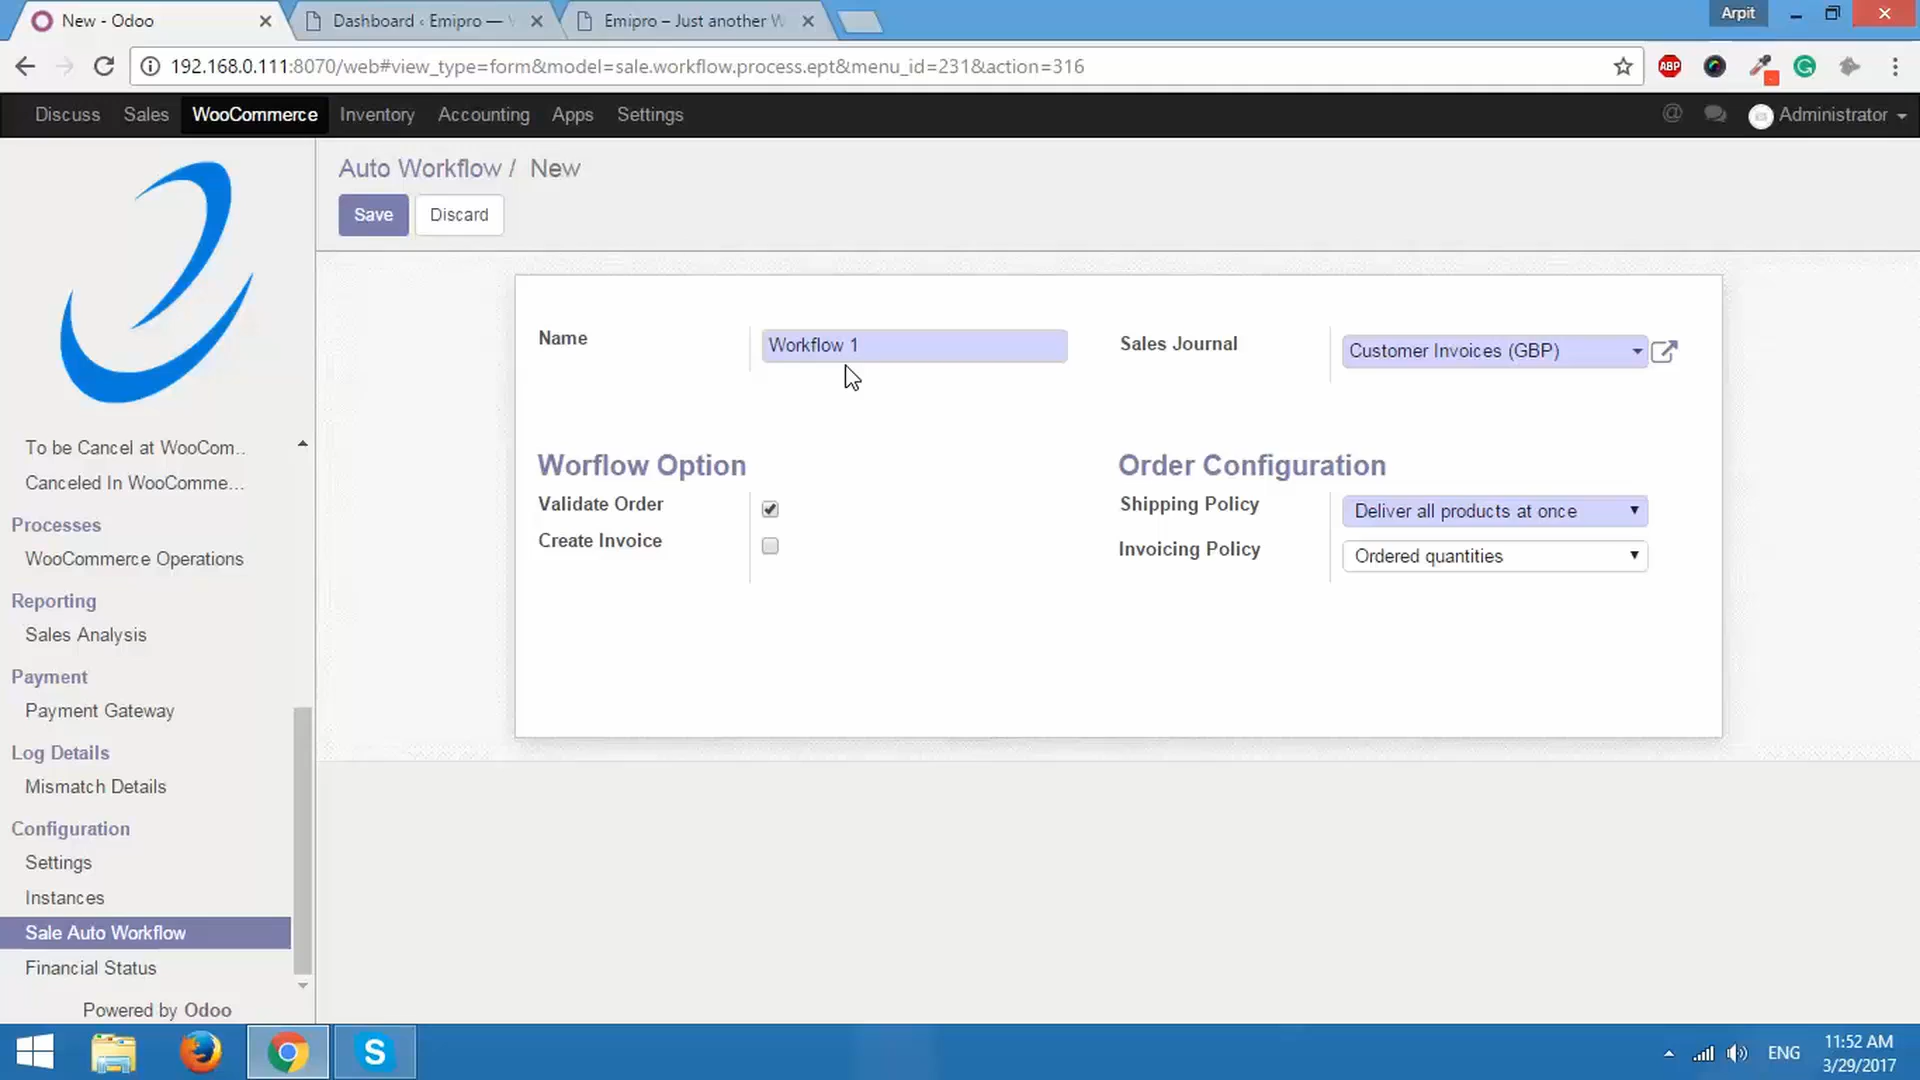 New - Odoo
Dashboard ‹ Emipro — 
Emipro – Just another W
Arpit
192.168.0.111:8070/web#view_type=form&model=sale.workflow.process.ept&menu_id=231&action=316
ABP
Discuss Sales WooCommerce Inventory Accounting Apps Settings
@ Administrator
Auto Workflow / New
Save Discard
Name Workflow 1
Sales Journal Customer Invoices (GBP)
Worflow Option
Order Configuration
Validate Order
Shipping Policy Deliver all products at once
Create Invoice
Invoicing Policy Ordered quantities
To be Cancel at WooCom..
Canceled In WooComme...
Processes
WooCommerce Operations
Reporting
Sales Analysis
Payment
Payment Gateway
Log Details
Mismatch Details
Configuration
Settings
Instances
Sale Auto Workflow
Financial Status
Powered by Odoo
ENG
11:52 AM
3/29/2017